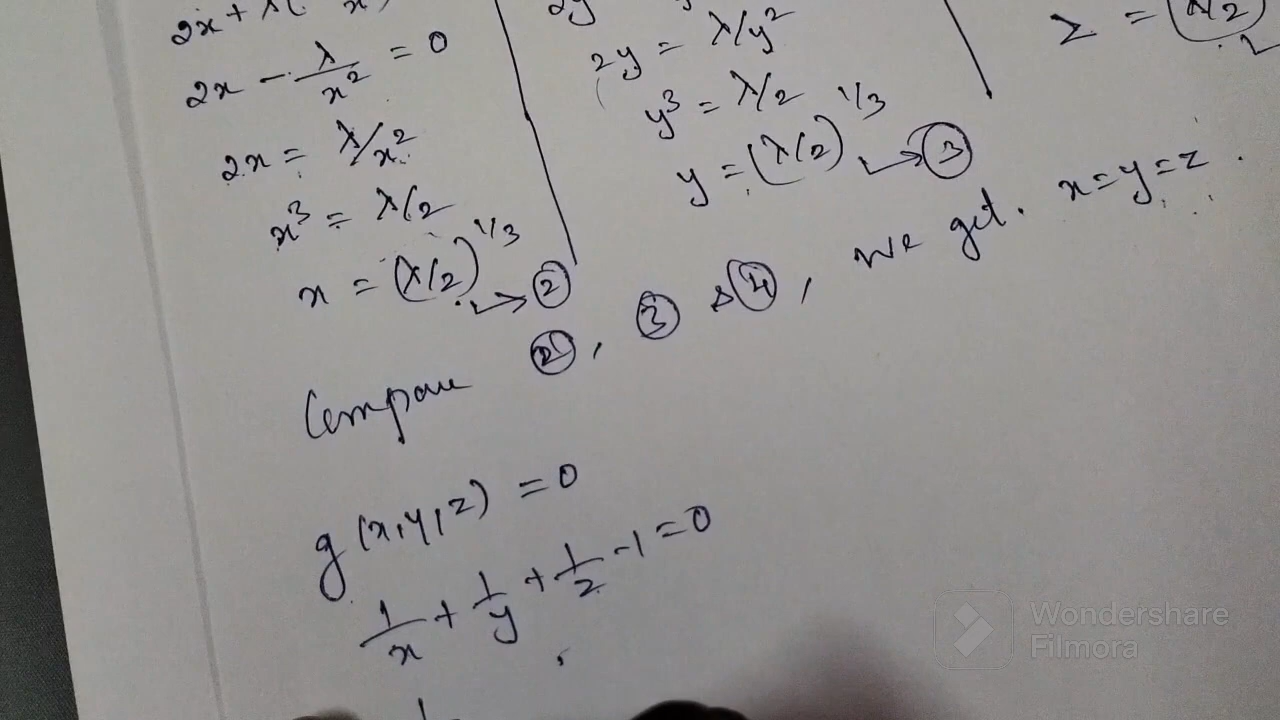 2x + λ(
2x - λ/x² = 0
2x = λ/x²
x³ = λ/2
x = (λ/2)^1/3 → ②
2y = λ/y²
y³ = λ/2
y = (λ/2)^1/3 → ③
z = (λ/2)
Compare ②, ③ & ④, we get. x=y=z.
g(x,y,z) = 0
1/x + 1/y + 1/z - 1 = 0
Wondershare
Filmora